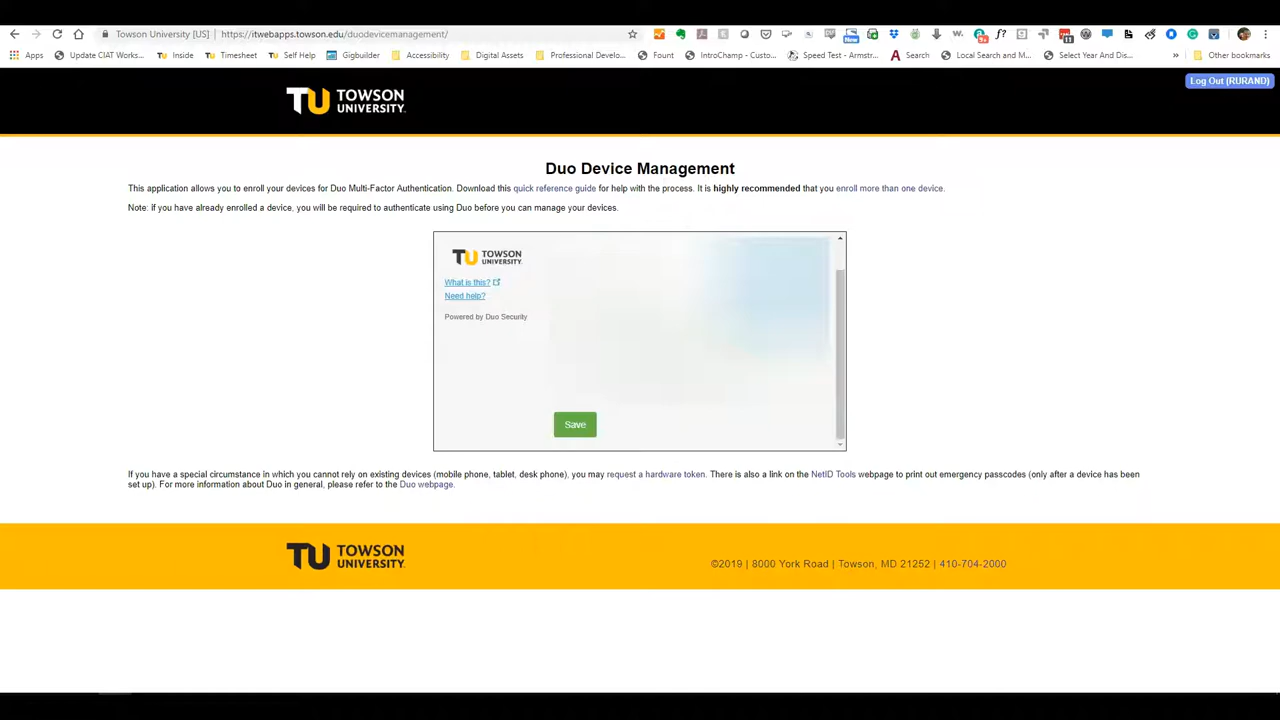 Towson University [US] | https://itwebapps.towson.edu/duodevicemanagement/
Apps Update CIAT Works... Inside Timesheet Self Help Gigbuilder Accessibility Digital Assets Professional Develo... Fount IntroChamp - Custo... Speed Test - Armstr... Search Local Search and M... Select Year And Dis... » Other bookmarks
Log Out (RURAND)
TU TOWSON
UNIVERSITY.
Duo Device Management
This application allows you to enroll your devices for Duo Multi-Factor Authentication. Download this quick reference guide for help with the process. It is highly recommended that you enroll more than one device.
Note: if you have already enrolled a device, you will be required to authenticate using Duo before you can manage your devices.
TU TOWSON
UNIVERSITY.
What is this?
Need help?
Powered by Duo Security
Save
If you have a special circumstance in which you cannot rely on existing devices (mobile phone, tablet, desk phone), you may request a hardware token. There is also a link on the NetID Tools webpage to print out emergency passcodes (only after a device has been
set up). For more information about Duo in general, please refer to the Duo webpage.
TU TOWSON
UNIVERSITY.
©2019 | 8000 York Road | Towson, MD 21252 | 410-704-2000